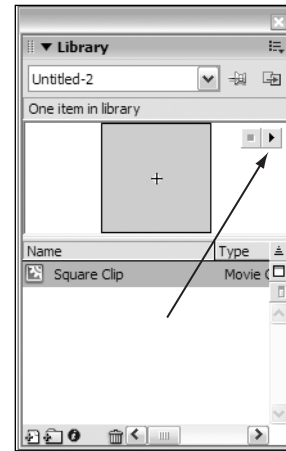 Library
Untitled-2
One item in library
Name Type
Square Clip Movie C